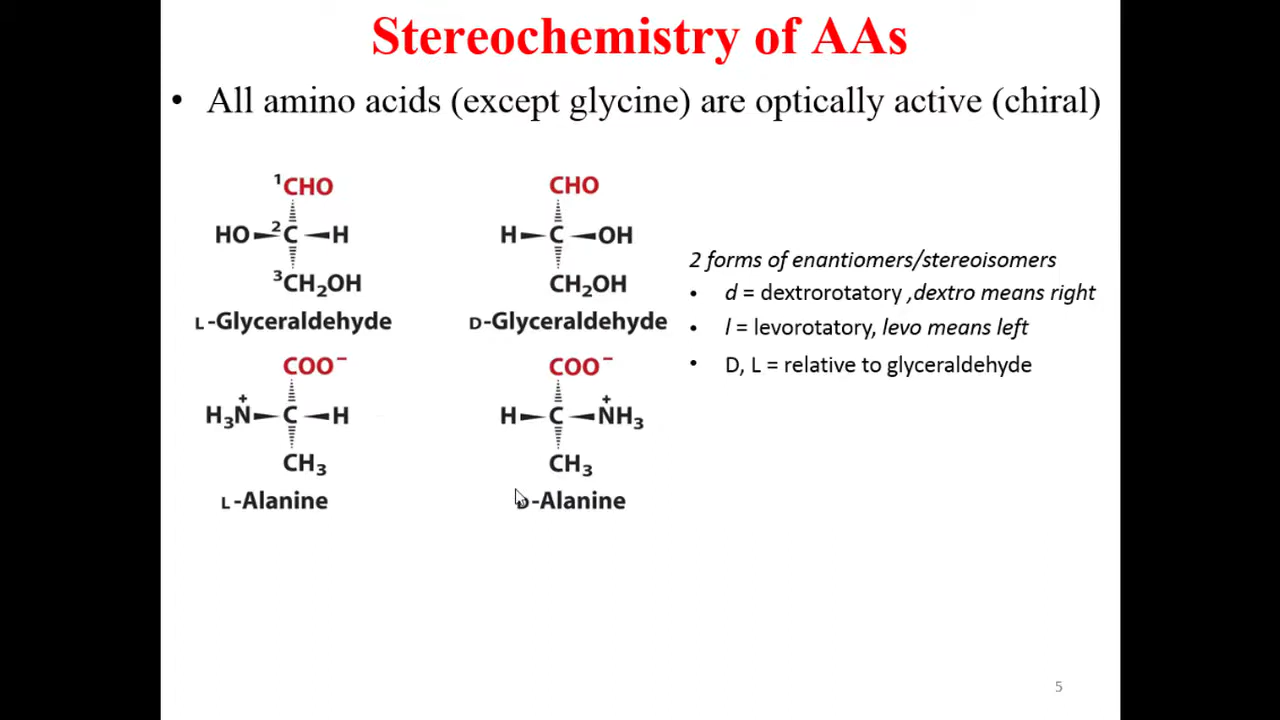 Stereochemistry of AAs
• All amino acids (except glycine) are optically active (chiral)
¹CHO
HO ²C H
³CH₂OH
L-Glyceraldehyde
CHO
H C OH
CH₂OH
D-Glyceraldehyde
COO⁻
H₃N⁺ C H
CH₃
L-Alanine
COO⁻
H C N⁺H₃
CH₃
-Alanine
2 forms of enantiomers/stereoisomers
• d = dextrorotatory ,dextro means right
• l = levorotatory, levo means left
• D, L = relative to glyceraldehyde
5